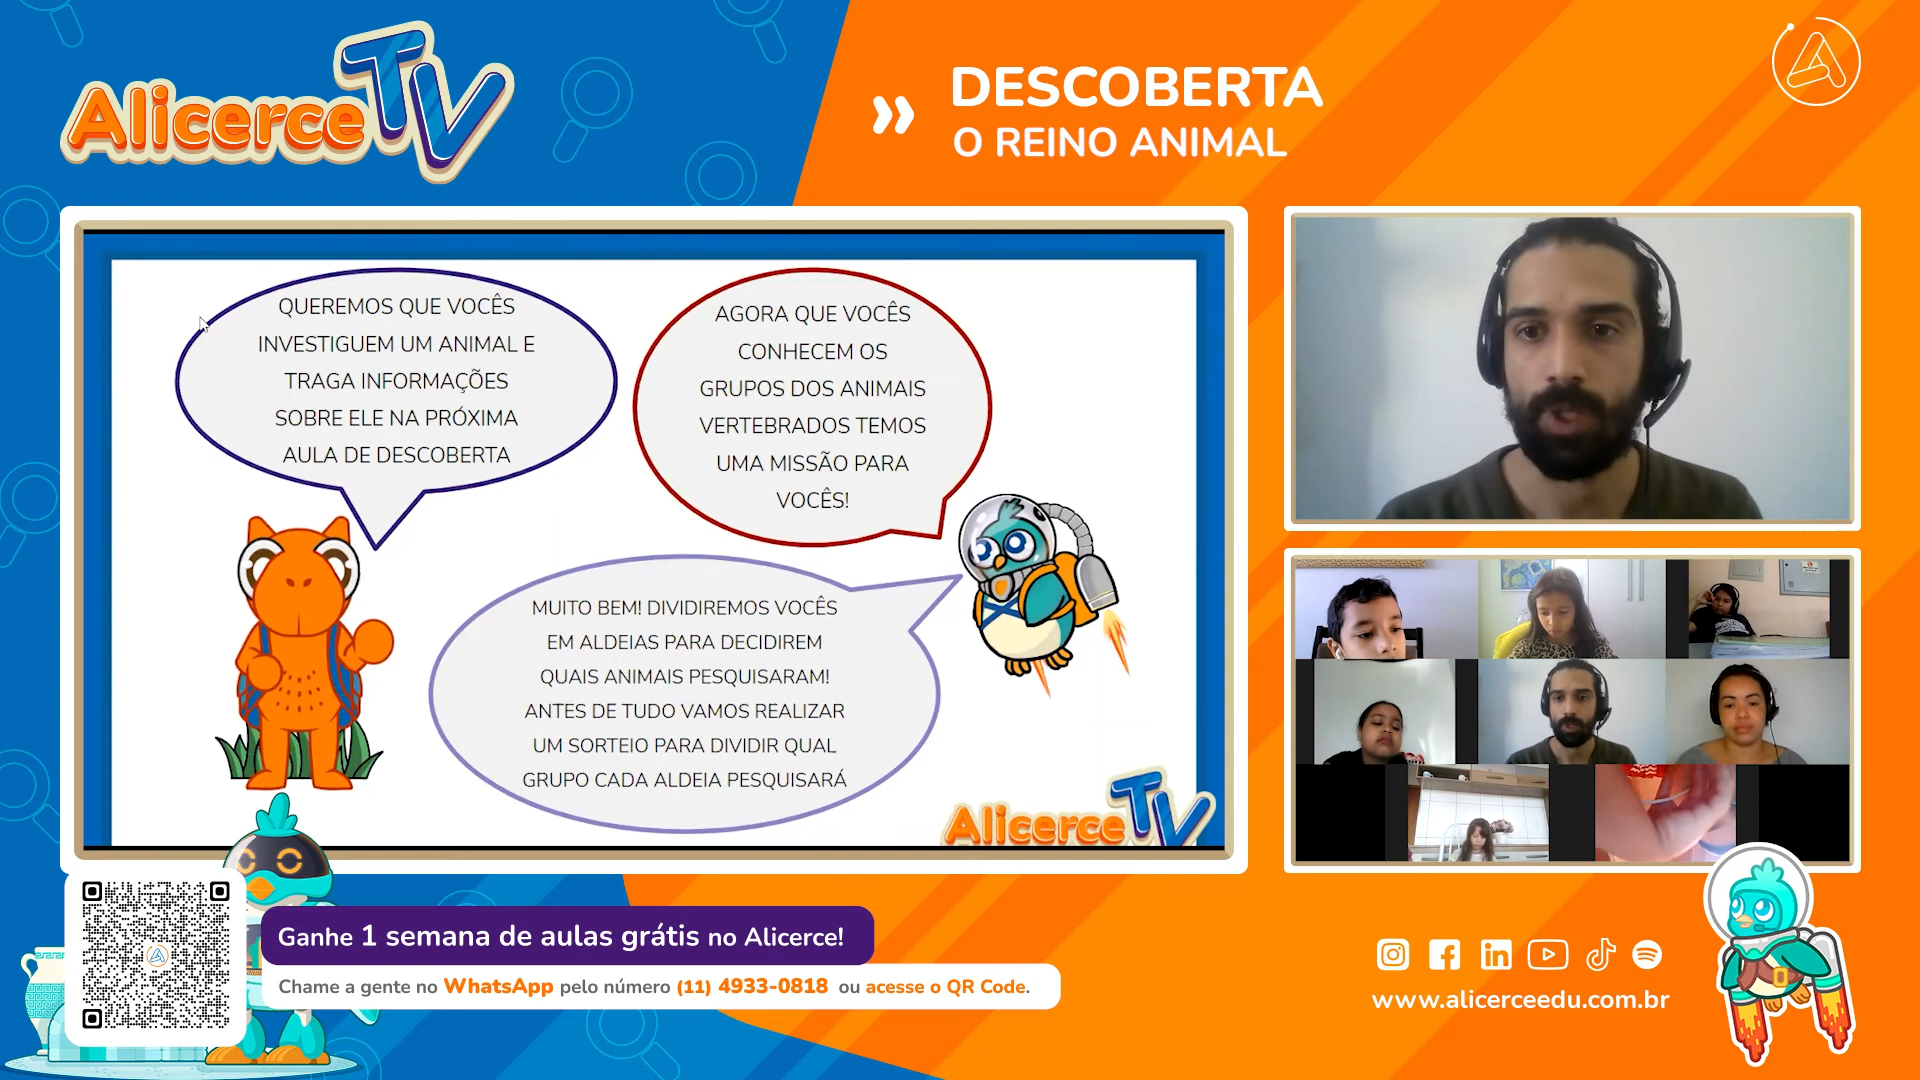 Alicerce TV
DESCOBERTA
O REINO ANIMAL
QUEREMOS QUE VOCÊS
INVESTIGUEM UM ANIMAL E
TRAGA INFORMAÇÕES
SOBRE ELE NA PRÓXIMA
AULA DE DESCOBERTA
AGORA QUE VOCÊS
CONHECEM OS
GRUPOS DOS ANIMAIS
VERTEBRADOS TEMOS
UMA MISSÃO PARA
VOCÊS!
MUITO BEM! DIVIDIREMOS VOCÊS
EM ALDEIAS PARA DECIDIREM
QUAIS ANIMAIS PESQUISARAM!
ANTES DE TUDO VAMOS REALIZAR
UM SORTEIO PARA DIVIDIR QUAL
GRUPO CADA ALDEIA PESQUISARÁ
Alicerce TV
Ganhe 1 semana de aulas grátis no Alicerce!
Chame a gente no WhatsApp pelo número (11) 4933-0818 ou acesse o QR Code.
www.alicerceedu.com.br